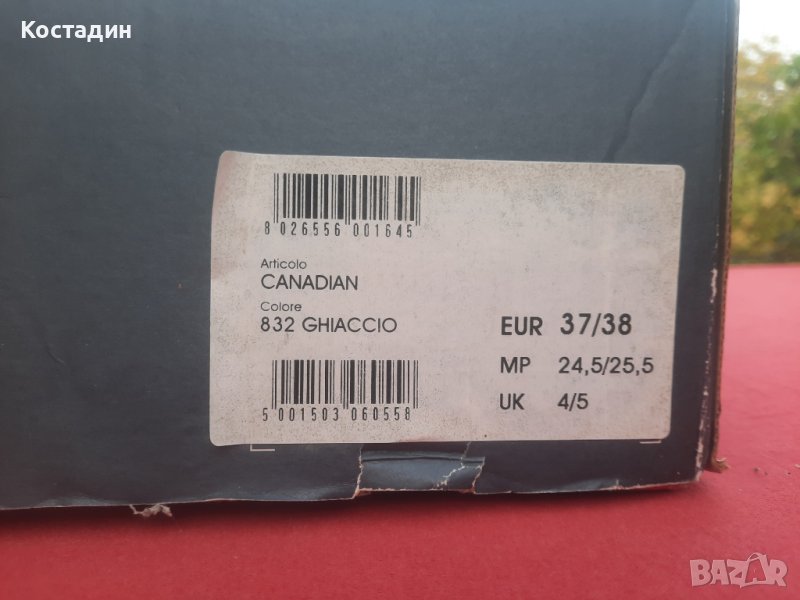 Костадин
8 026556 001645
Articolo
CANADIAN
Colore
832 GHIACCIO
EUR 37/38
MP 24,5/25,5
UK 4/5
5 001503 060558
BAZAR